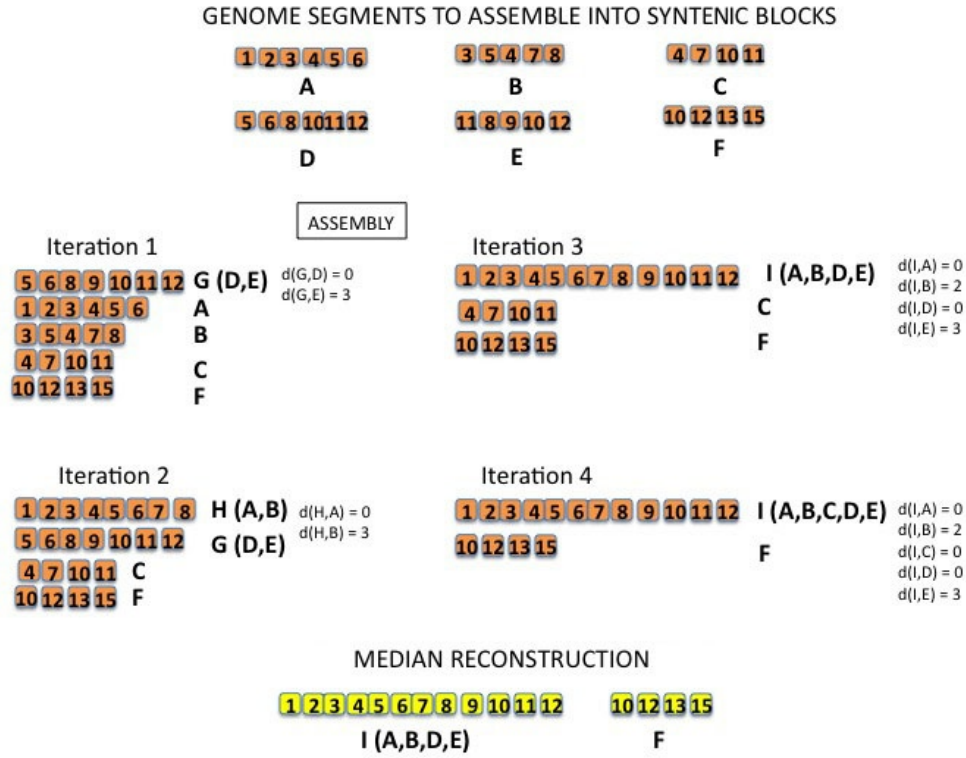 GENOME SEGMENTS TO ASSEMBLE INTO SYNTENIC BLOCKS
1 2 3 4 5 6
A
3 5 4 7 8
B
4 7 10 11
C
5 6 8 10 11 12
D
11 8 9 10 12
E
10 12 13 15
F
ASSEMBLY
Iteration 1
5 6 8 9 10 11 12 G (D,E) d(G,D) = 0
d(G,E) = 3
1 2 3 4 5 6 A
3 5 4 7 8 B
4 7 10 11 C
10 12 13 15 F
Iteration 3
1 2 3 4 5 6 7 8 9 10 11 12 I (A,B,D,E) d(I,A) = 0
d(I,B) = 2
d(I,D) = 0
d(I,E) = 3
4 7 10 11 C
10 12 13 15 F
Iteration 2
1 2 3 4 5 6 7 8 H (A,B) d(H,A) = 0
d(H,B) = 3
5 6 8 9 10 11 12 G (D,E)
4 7 10 11 C
10 12 13 15 F
Iteration 4
1 2 3 4 5 6 7 8 9 10 11 12 I (A,B,C,D,E) d(I,A) = 0
d(I,B) = 2
d(I,C) = 0
d(I,D) = 0
d(I,E) = 3
10 12 13 15 F
MEDIAN RECONSTRUCTION
1 2 3 4 5 6 7 8 9 10 11 12
I (A,B,D,E)
10 12 13 15
F